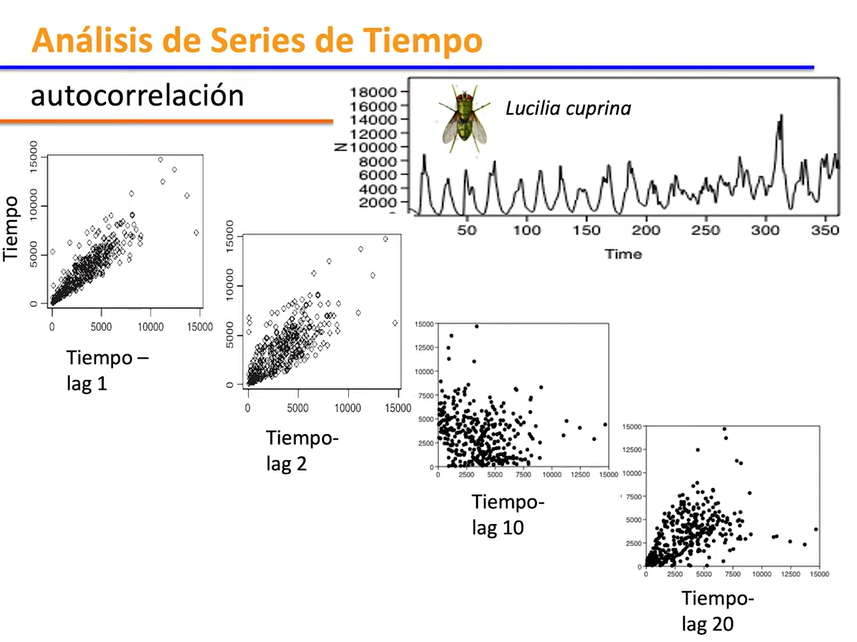 Análisis de Series de Tiempo
autocorrelación
Lucilia cuprina
N
18000
16000
14000
12000
10000
8000
6000
4000
2000
50 100 150 200 250 300 350
Time
Tiempo
15000
10000
5000
0
0 5000 10000 15000
Tiempo –
lag 1
15000
10000
5000
0
0 5000 10000 15000
Tiempo-
lag 2
15000
12500
10000
7500
5000
2500
0
0 2500 5000 7500 10000 12500 15000
Tiempo-
lag 10
15000
12500
10000
7500
5000
2500
0
0 2500 5000 7500 10000 12500 15000
Tiempo-
lag 20